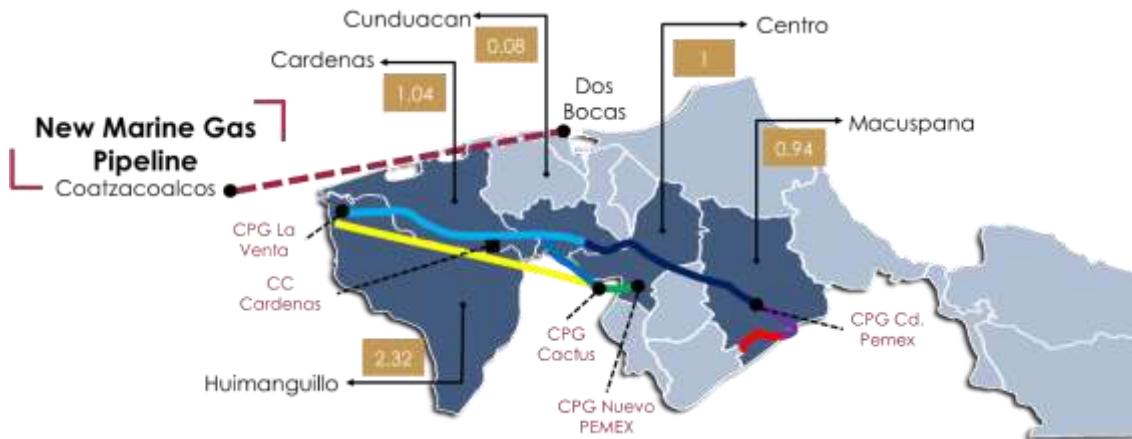 Cunduacan
0.08
Centro
1
Cardenas
1.04
Dos
Bocas
Macuspana
0.94
New Marine Gas
Pipeline
Coatzacoalcos
CPG La
Venta
CC
Cardenas
CPG
Cactus
CPG Cd.
Pemex
2.32
Huimanguillo
CPG Nuevo
PEMEX